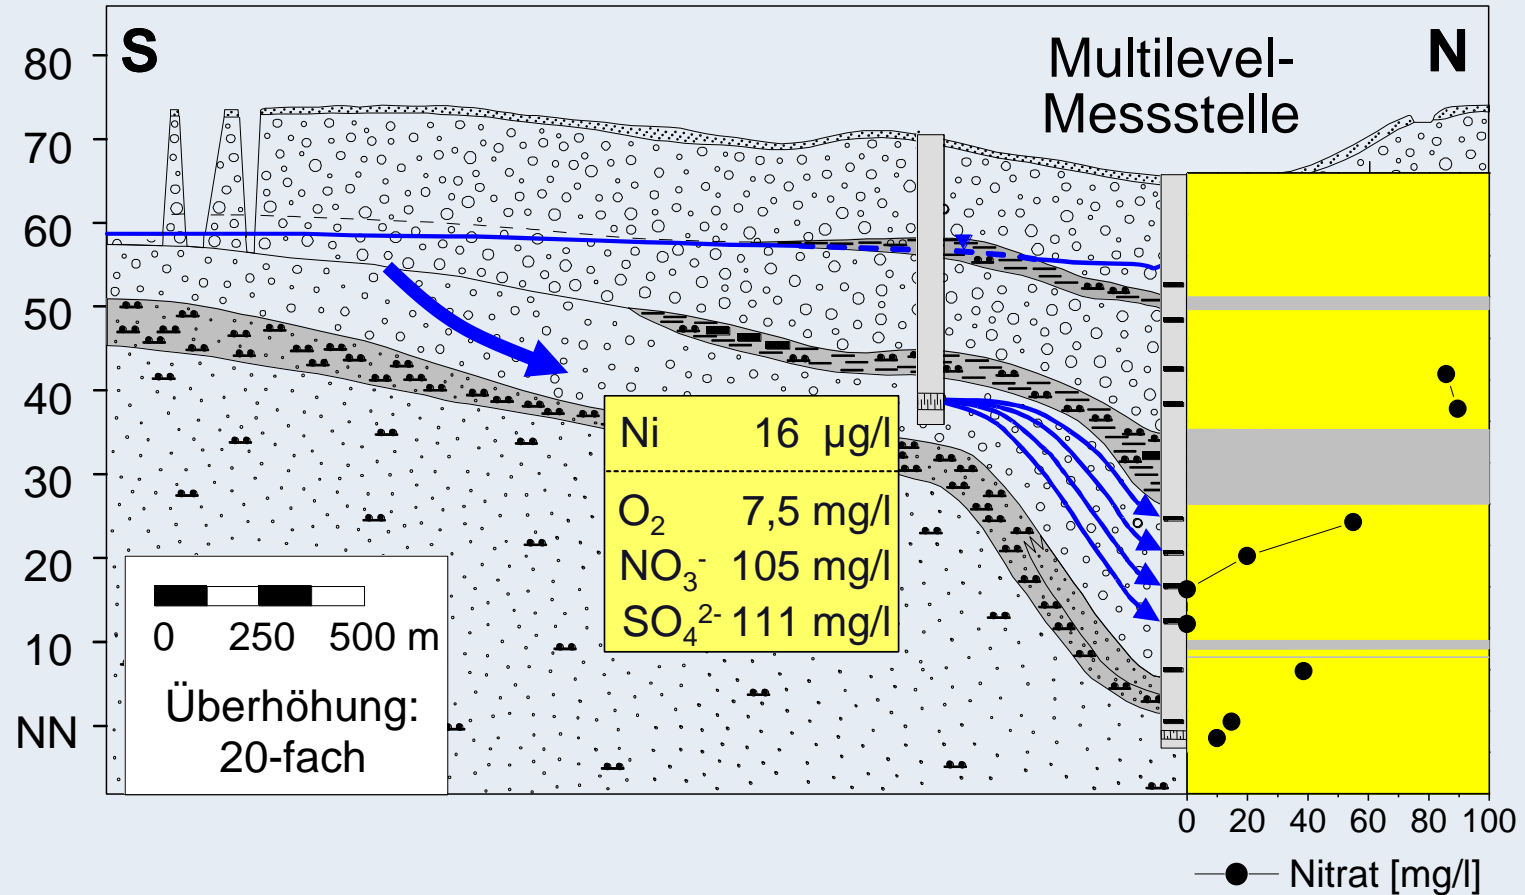 S
Multilevel-
Messstelle
N
80
70
60
50
40
30
20
10
NN
Ni 16 µg/l
O₂ 7,5 mg/l
NO₃⁻ 105 mg/l
SO₄²⁻ 111 mg/l
0 250 500 m
Überhöhung:
20-fach
0 20 40 60 80 100
Nitrat [mg/l]